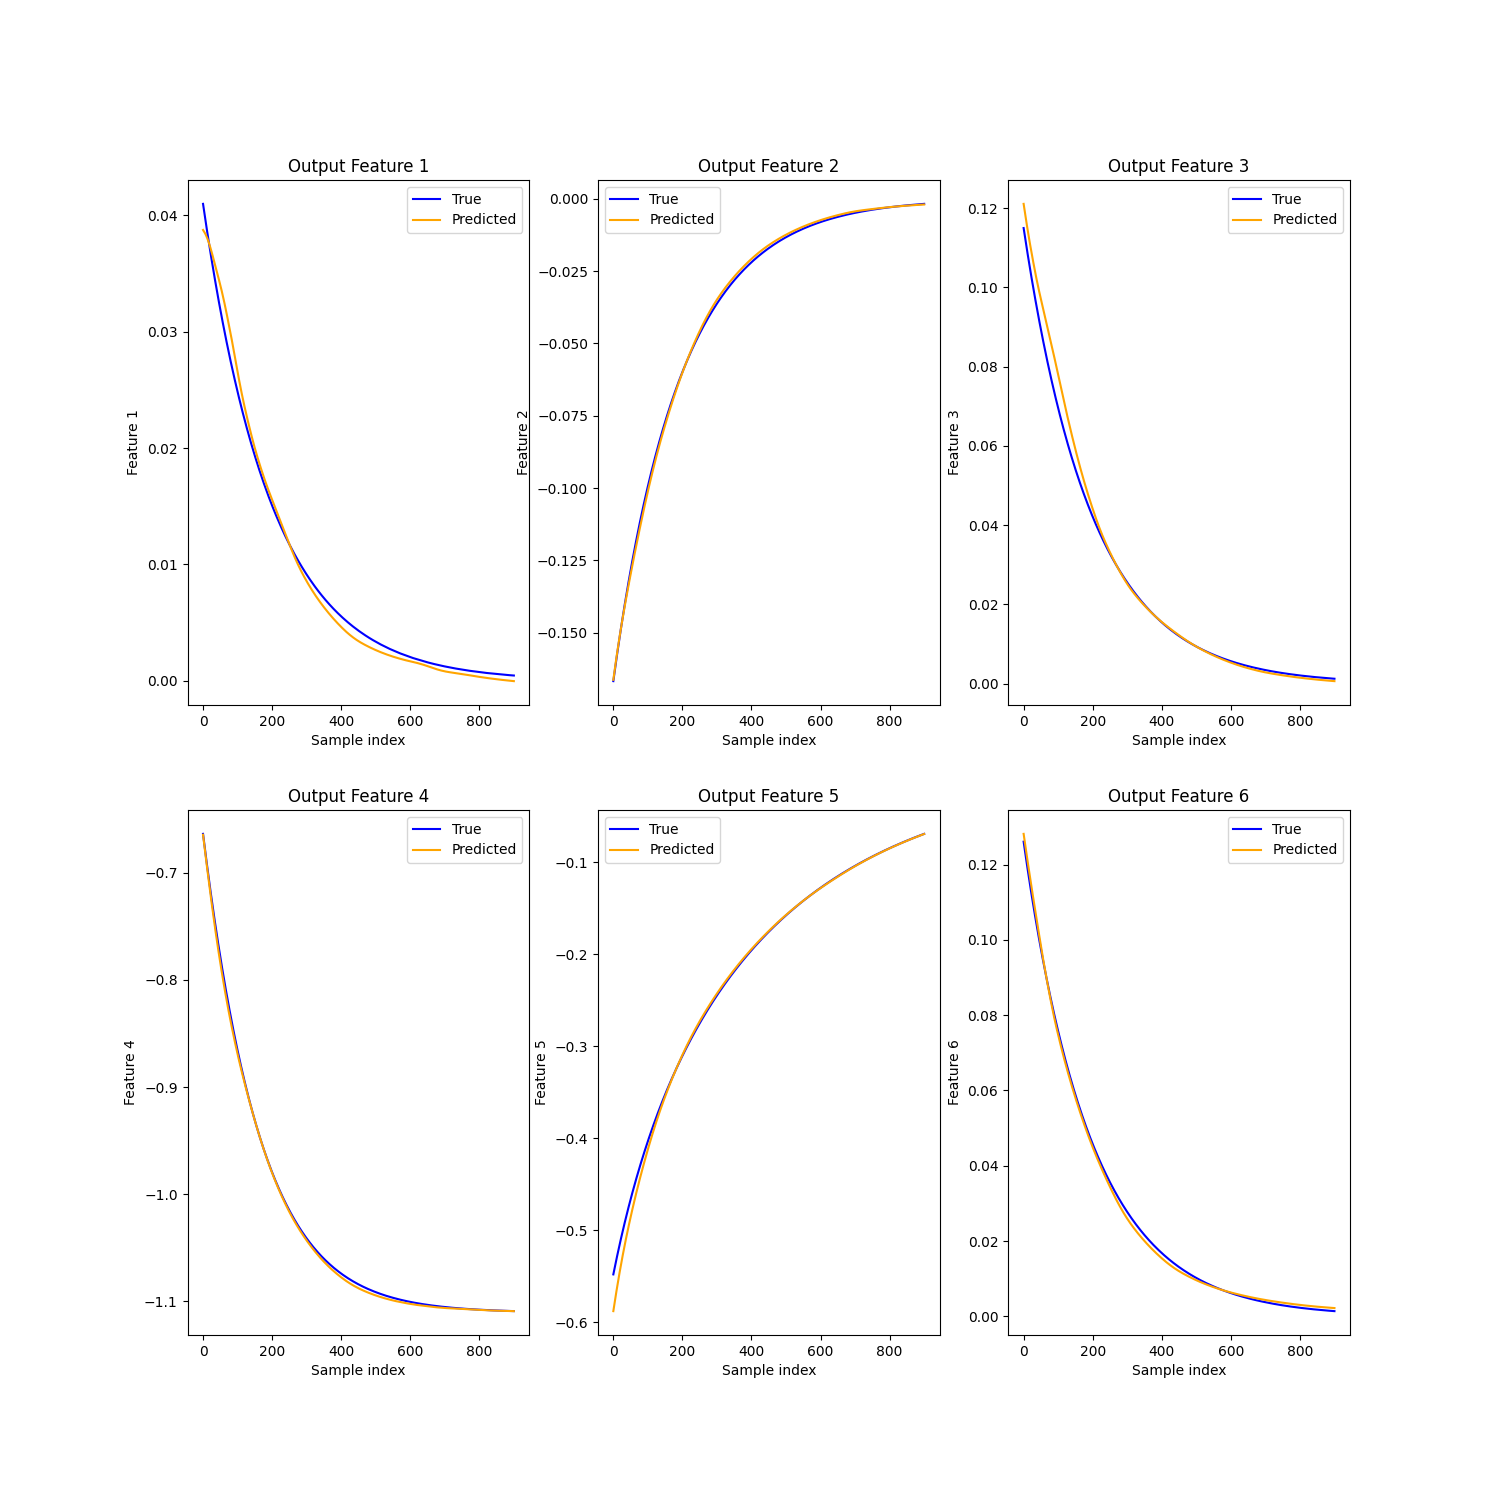 Output Feature 1
True
Predicted
0.04
0.03
0.02
0.01
0.00
Feature 1
0 200 400 600 800
Sample index
Output Feature 2
True
Predicted
0.000
−0.025
−0.050
−0.075
−0.100
−0.125
−0.150
Feature 2
0 200 400 600 800
Sample index
Output Feature 3
True
Predicted
0.12
0.10
0.08
0.06
0.04
0.02
0.00
Feature 3
0 200 400 600 800
Sample index
Output Feature 4
True
Predicted
−0.7
−0.8
−0.9
−1.0
−1.1
Feature 4
0 200 400 600 800
Sample index
Output Feature 5
True
Predicted
−0.1
−0.2
−0.3
−0.4
−0.5
−0.6
Feature 5
0 200 400 600 800
Sample index
Output Feature 6
True
Predicted
0.12
0.10
0.08
0.06
0.04
0.02
0.00
Feature 6
0 200 400 600 800
Sample index